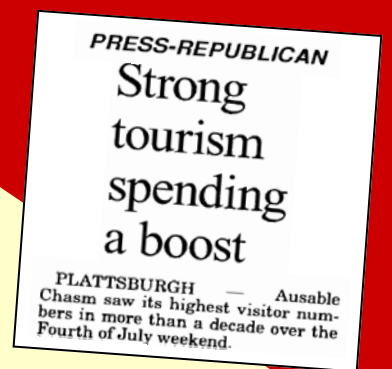 PRESS-REPUBLICAN
Strong
tourism
spending
a boost
PLATTSBURGH — Ausable
Chasm saw its highest visitor num-
bers in more than a decade over the
Fourth of July weekend.